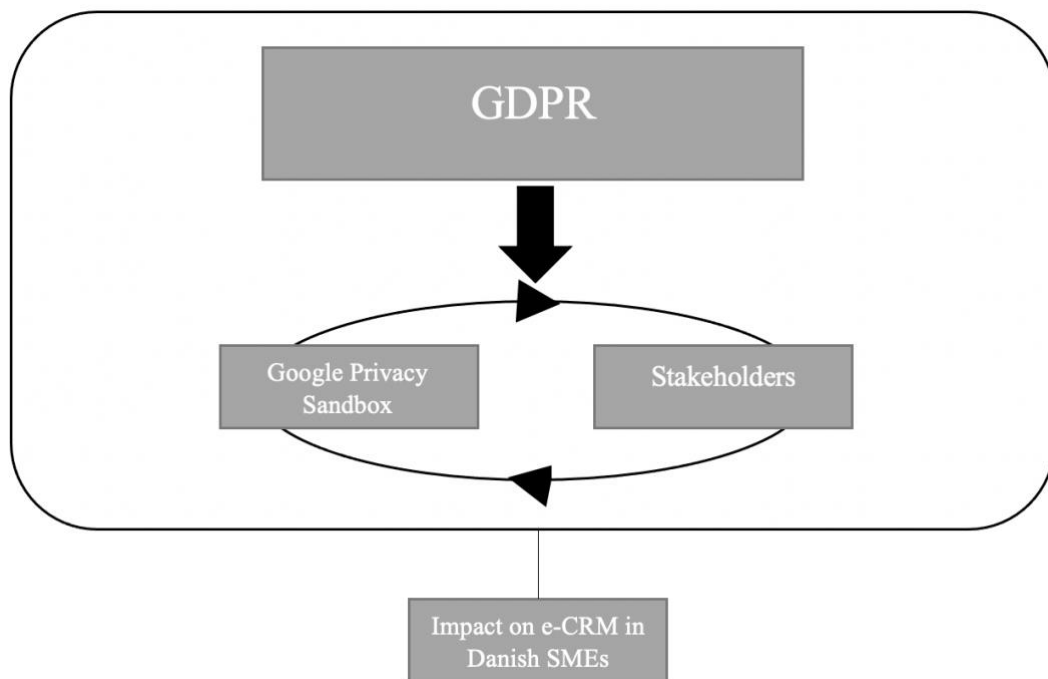 GDPR
Google Privacy
Sandbox
Stakeholders
Impact on e-CRM in
Danish SMEs